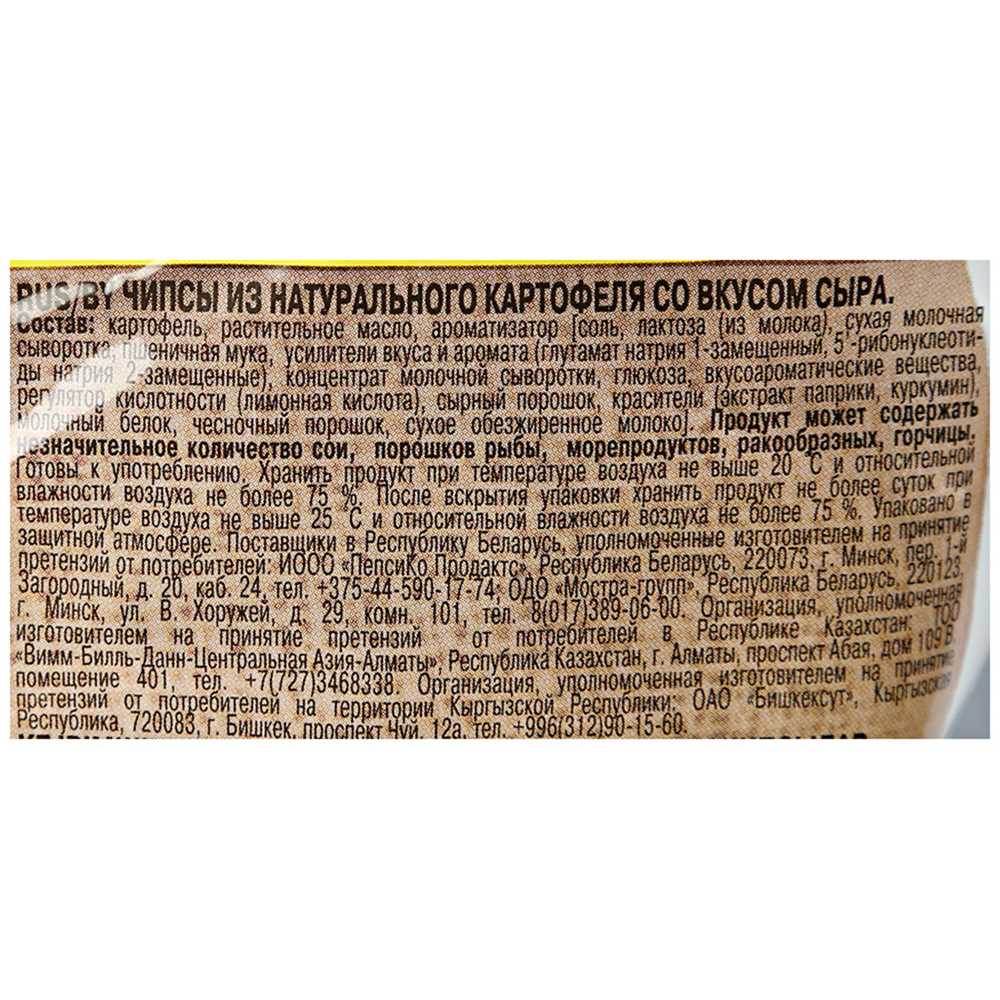 RUS/BY ЧИПСЫ ИЗ НАТУРАЛЬНОГО КАРТОФЕЛЯ СО ВКУСОМ СЫРА.
Состав: картофель, растительное масло, ароматизатор [соль, лактоза (из молока), сухая молочная
сыворотка, пшеничная мука, усилители вкуса и аромата (глутамат натрия 1-замещенный, 5'-рибонуклеоти-
ды натрия 2-замещенные), концентрат молочной сыворотки, глюкоза, вкусоароматические вещества,
регулятор кислотности (лимонная кислота), сырный порошок, красители (экстракт паприки, куркумин),
молочный белок, чесночный порошок, сухое обезжиренное молоко]. Продукт может содержать
незначительное количество сои, порошков рыбы, морепродуктов, ракообразных, горчицы.
Готовы к употреблению. Хранить продукт при температуре воздуха не выше 20°С и относительной
влажности воздуха не более 75 %. После вскрытия упаковки хранить продукт не более суток при
температуре воздуха не выше 25°С и относительной влажности воздуха не более 75 %. Упаковано в
защитной атмосфере. Поставщики в Республику Беларусь, уполномоченные изготовителем на принятие
претензий от потребителей: ИООО «ПепсиКо Продактс», Республика Беларусь, 220073, г. Минск, пер. 1-й
Загородный, д. 20, каб. 24, тел. +375-44-590-17-74; ОДО «Мостра-групп», Республика Беларусь, 220123,
г. Минск, ул. В. Хоружей, д. 29, комн. 101, тел. 8(017)389-06-00. Организация, уполномоченная
изготовителем на принятие претензий от потребителей в Республике Казахстан: ТОО
«Вимм-Билль-Данн-Центральная Азия-Алматы», Республика Казахстан, г. Алматы, проспект Абая, дом 109 В,
помещение 401, тел. +7(727)3468338. Организация, уполномоченная изготовителем на принятие
претензий от потребителей на территории Кыргызской Республики: ОАО «Бишкексут», Кыргызская
Республика, 720083, г. Бишкек, проспект Чуй, 12а, тел. +996(312)90-15-60.